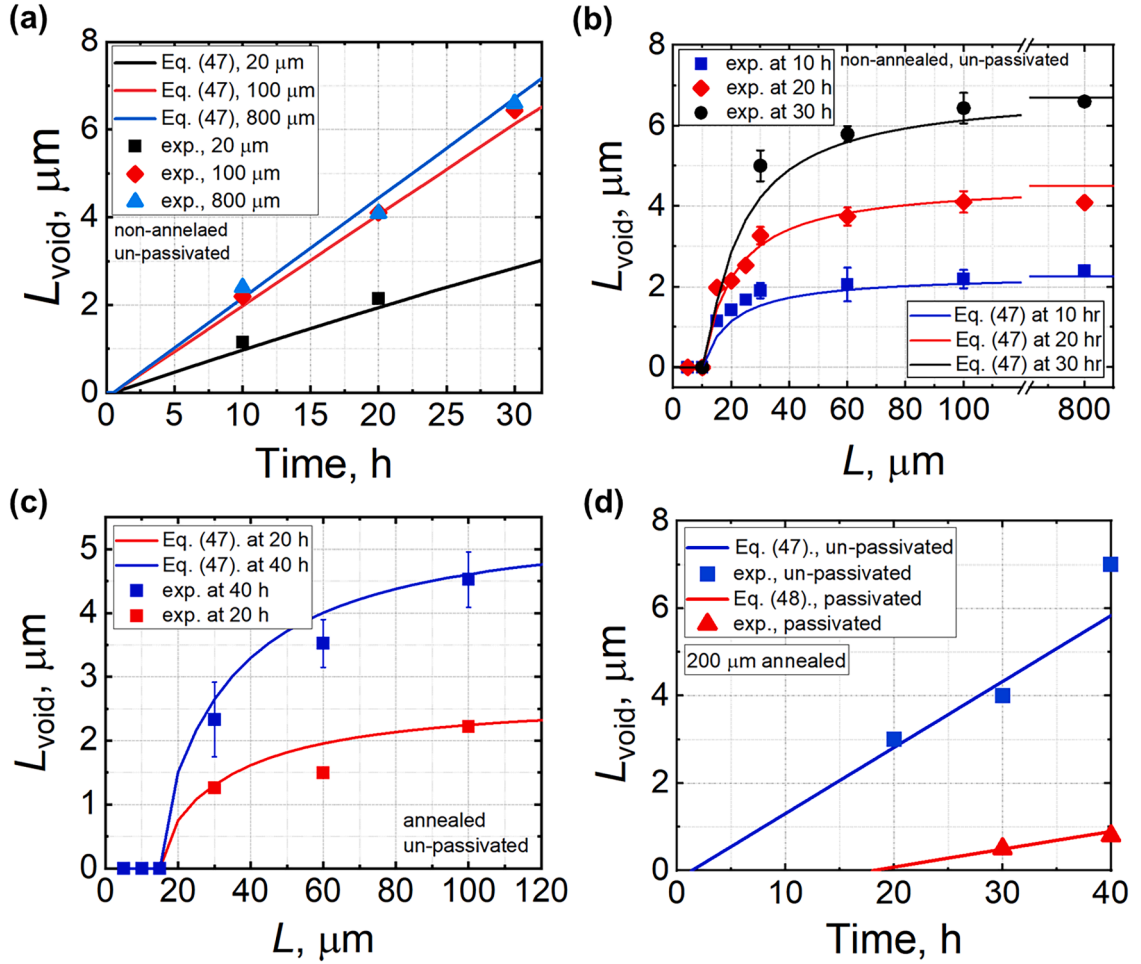 (a)
8
6
4
2
0
Lvoid, μm
Eq. (47), 20 μm
Eq. (47), 100 μm
Eq. (47), 800 μm
exp., 20 μm
exp., 100 μm
exp., 800 μm
non-annelaed
un-passivated
0 5 10 15 20 25 30
Time, h
(b)
8
6
4
2
0
Lvoid, μm
exp. at 10 h
exp. at 20 h
exp. at 30 h
non-annealed, un-passivated
Eq. (47) at 10 hr
Eq. (47) at 20 hr
Eq. (47) at 30 hr
0 20 40 60 80 100 800
L, μm
(c)
5
4
3
2
1
0
Lvoid, μm
Eq. (47). at 20 h
Eq. (47). at 40 h
exp. at 40 h
exp. at 20 h
annealed
un-passivated
0 20 40 60 80 100 120
L, μm
(d)
8
6
4
2
0
Lvoid, μm
Eq. (47)., un-passivated
exp., un-passivated
Eq. (48)., passivated
exp., passivated
200 μm annealed
0 10 20 30 40
Time, h